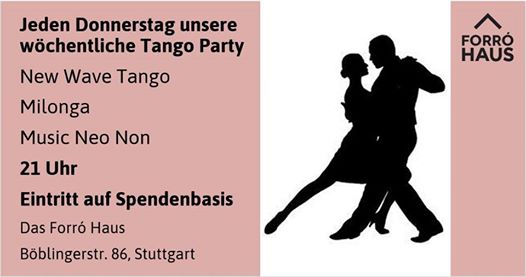 Jeden Donnerstag unsere
wöchentliche Tango Party
New Wave Tango
Milonga
Music Neo Non
21 Uhr
Eintritt auf Spendenbasis
Das Forró Haus
Böblingerstr. 86, Stuttgart
FORRÓ
HAUS